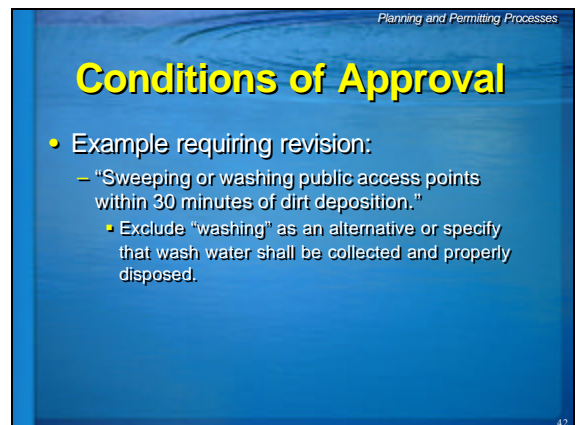 Planning and Permitting Processes
Conditions of Approval
• Example requiring revision:
– “Sweeping or washing public access points
within 30 minutes of dirt deposition.”
▪ Exclude “washing” as an alternative or specify
that wash water shall be collected and properly
disposed.
42